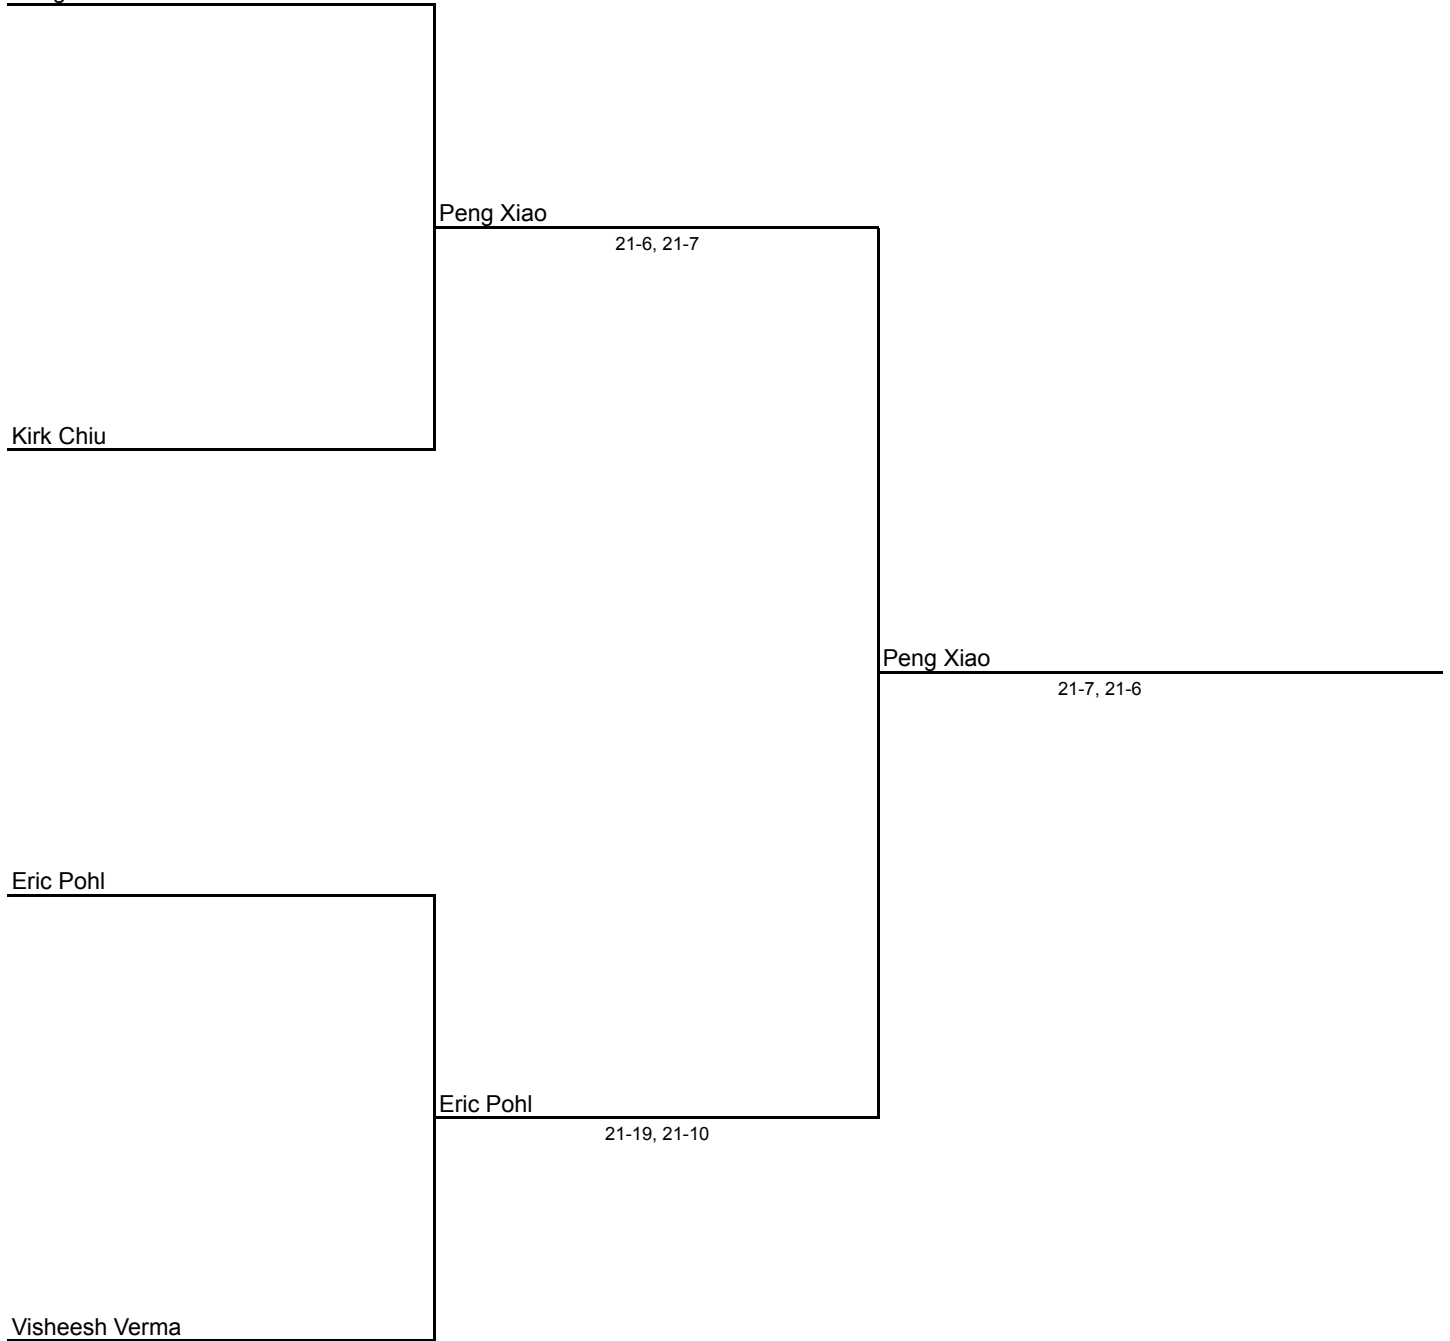 Peng Xiao
21-6, 21-7
Kirk Chiu
Peng Xiao
21-7, 21-6
Eric Pohl
Eric Pohl
21-19, 21-10
Visheesh Verma